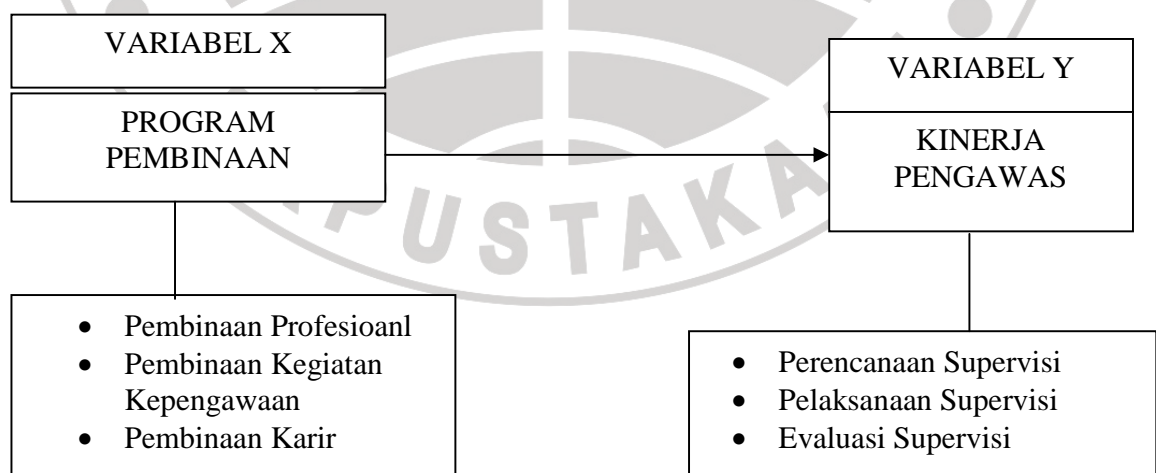 VARIABEL X
PROGRAM
PEMBINAAN
VARIABEL Y
KINERJA
PENGAWAS
• Pembinaan Profesioanl
• Pembinaan Kegiatan
Kepengawaan
• Pembinaan Karir
• Perencanaan Supervisi
• Pelaksanaan Supervisi
• Evaluasi Supervisi
PUSTAKA